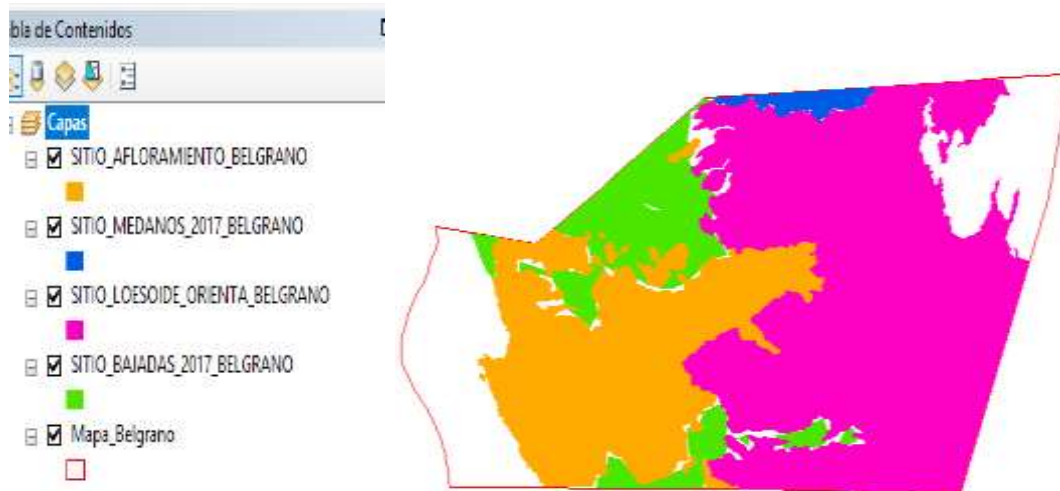 bla de Contenidos
Capas
SITIO_AFLORAMIENTO_BELGRANO
SITIO_MEDANOS_2017_BELGRANO
SITIO_LOESOIDE_ORIENTA_BELGRANO
SITIO_BAJADAS_2017_BELGRANO
Mapa_Belgrano